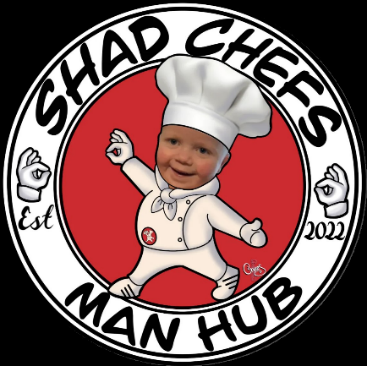 SHAD CHEFS
Est
2022
MAN HUB